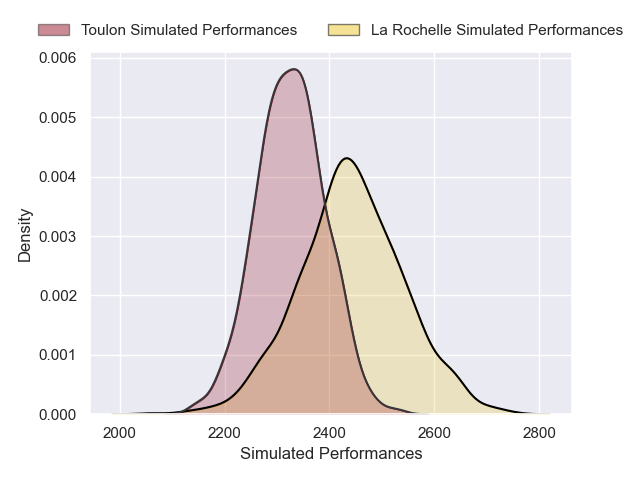 Toulon Simulated Performances La Rochelle Simulated Performances
0.006
0.005
0.004
0.003
0.002
0.001
0.000
Density
2000 2200 2400 2600 2800
Simulated Performances